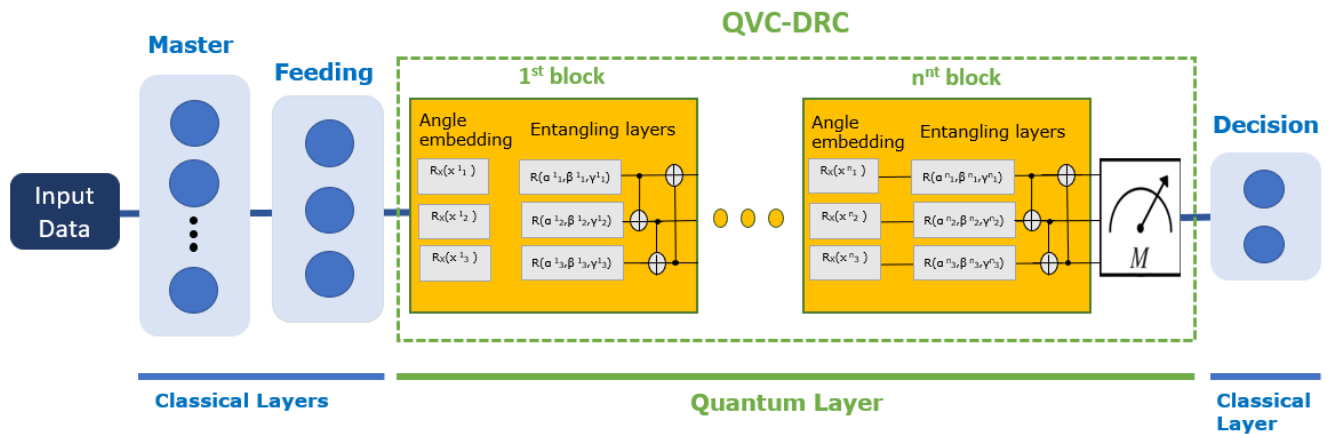 QVC-DRC
Master
Feeding
1st block
nnt block
Decision
Input
Data
Angle
embedding
Entangling layers
Rx(x¹₁)
R(α¹₁,β¹₁,γ¹₁)
Rx(x¹₂)
R(α¹₂,β¹₂,γ¹₂)
Rx(x¹₃)
R(α¹₃,β¹₃,γ¹₃)
Angle
embedding
Entangling layers
Rx(xⁿ₁)
R(αⁿ₁,βⁿ₁,γⁿ₁)
Rx(xⁿ₂)
R(αⁿ₂,βⁿ₂,γⁿ₂)
Rx(xⁿ₃)
R(αⁿ₃,βⁿ₃,γⁿ₃)
M
Classical Layers
Quantum Layer
Classical
Layer